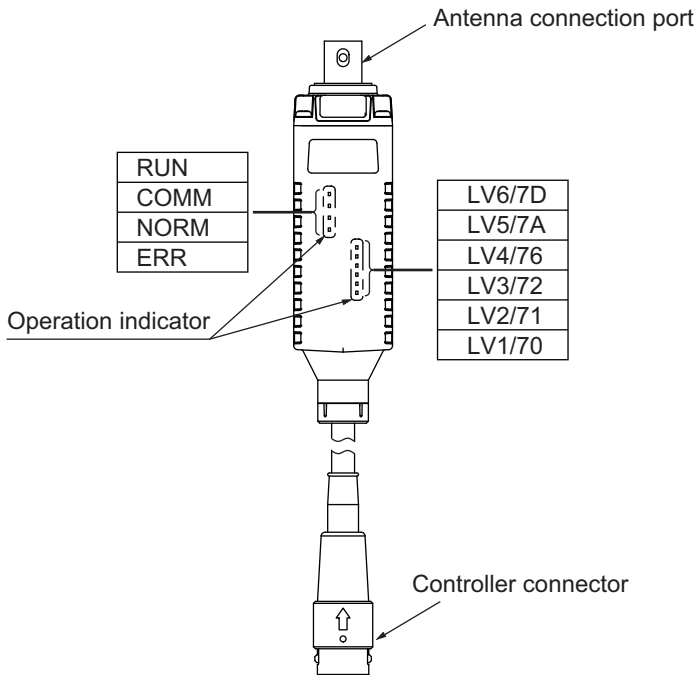 Antenna connection port
RUN
COMM
NORM
ERR
LV6/7D
LV5/7A
LV4/76
LV3/72
LV2/71
LV1/70
Operation indicator
Controller connector